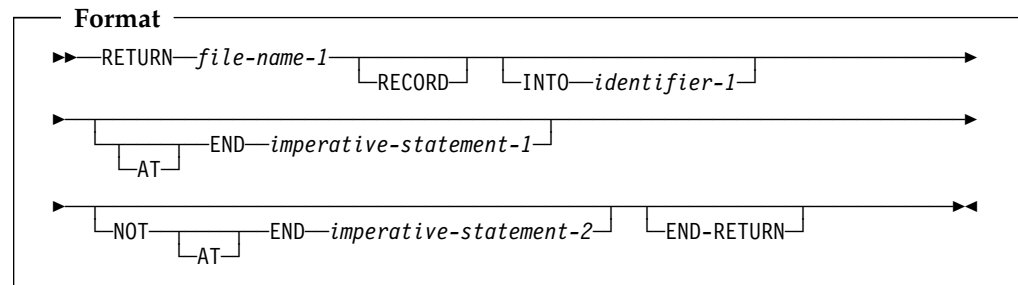 Format
RETURN file-name-1 RECORD INTO identifier-1
AT END imperative-statement-1
NOT AT END imperative-statement-2 END-RETURN